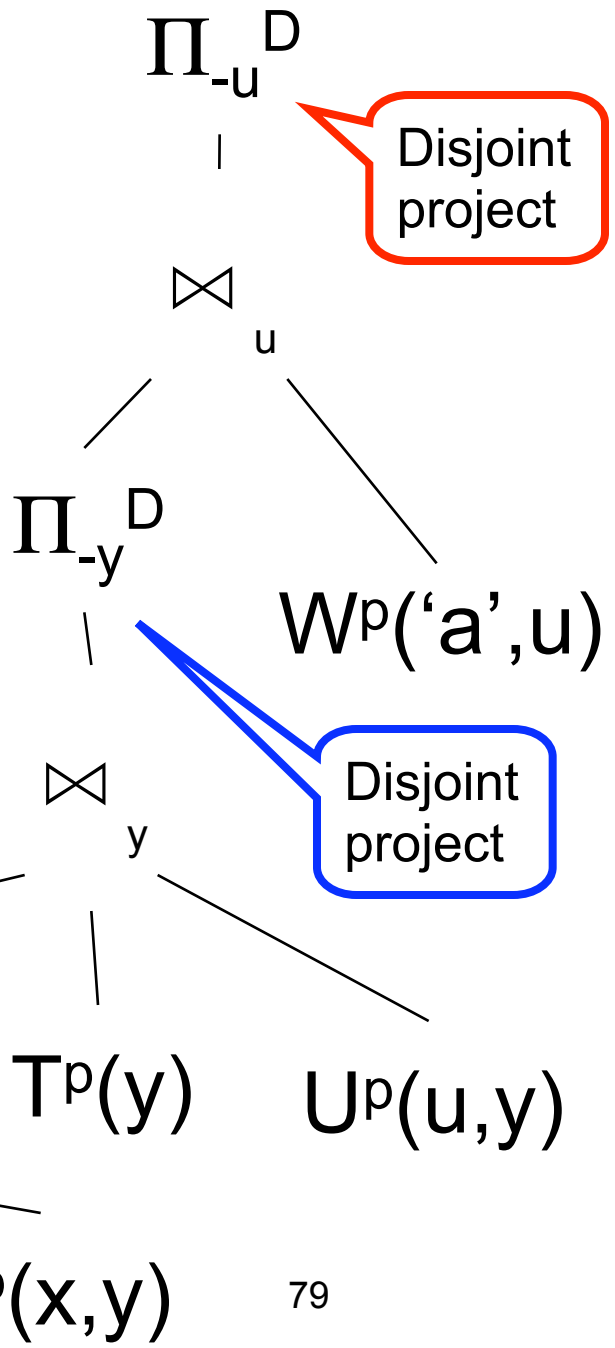 Π-uD
Disjoint
project
⋈ u
Π-yD
Wp(‘a’,u)
Disjoint
project
⋈ y
Tp(y) Up(u,y)
(x,y)
79